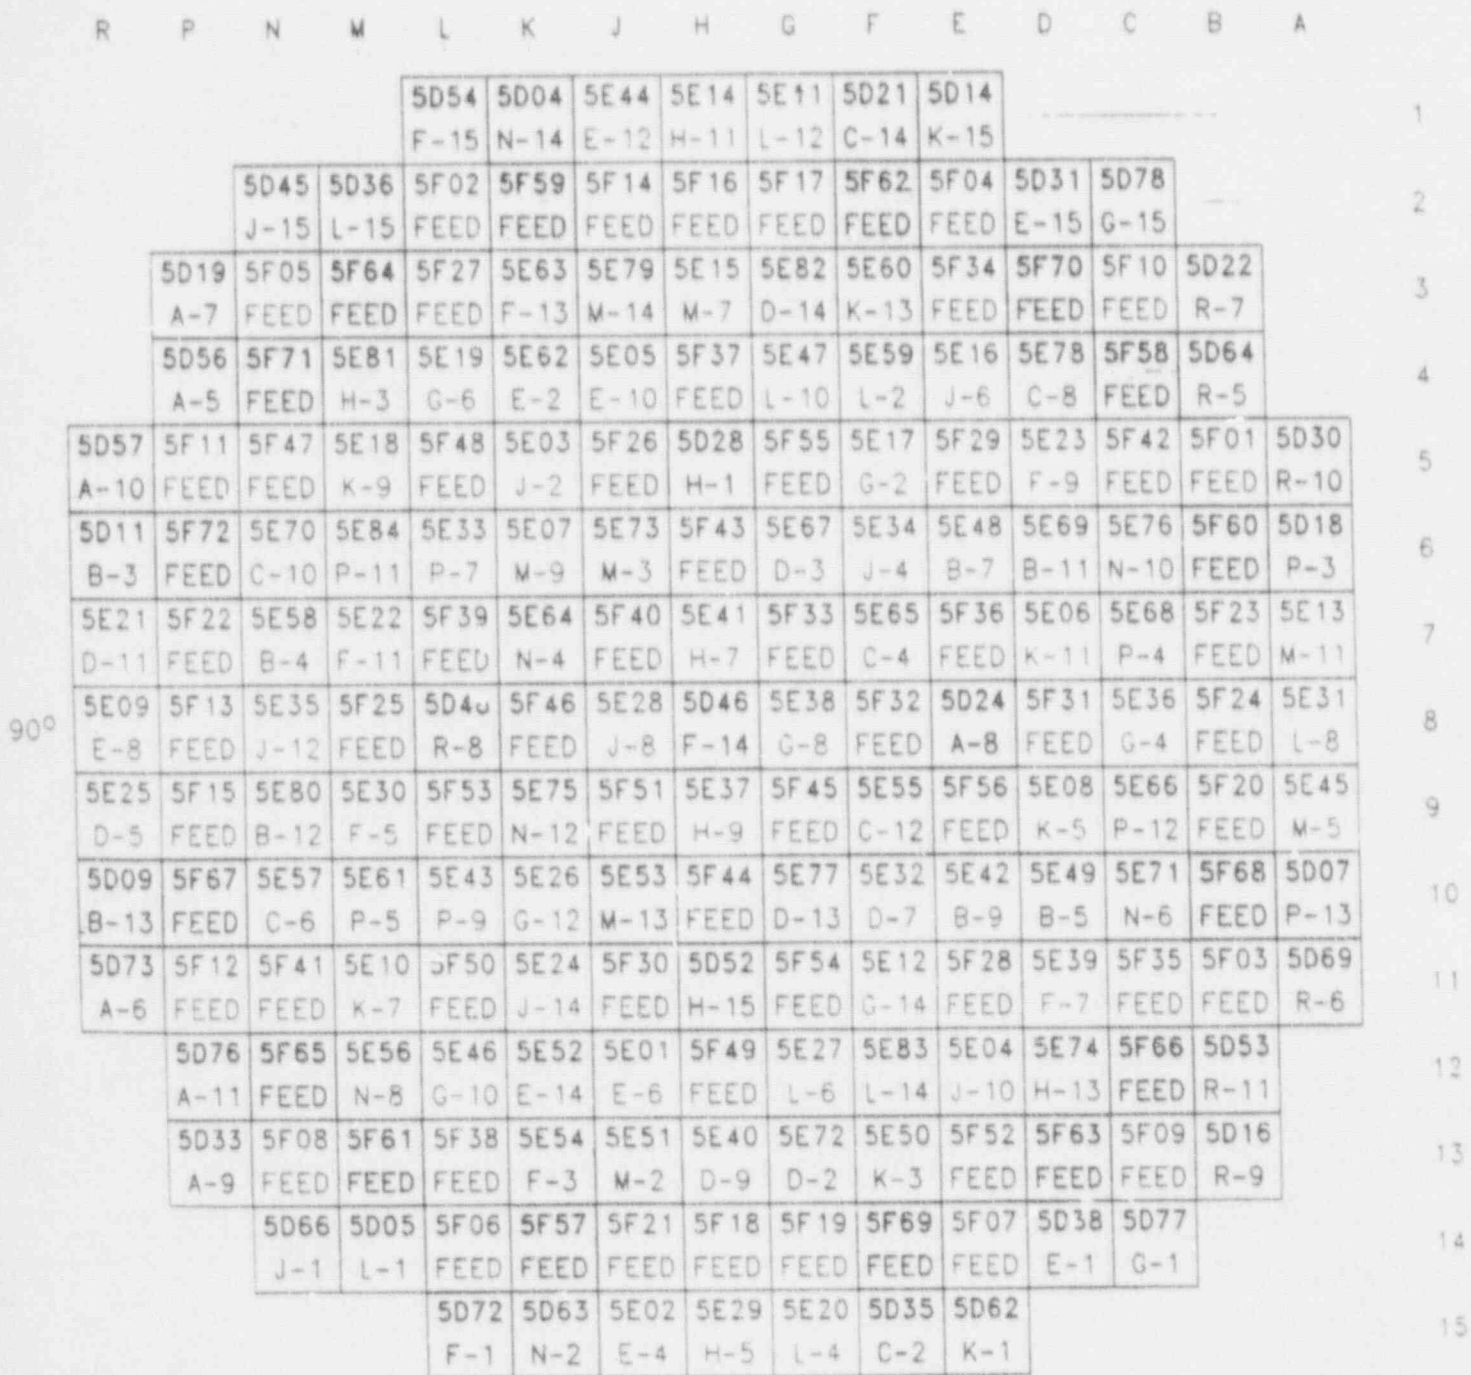 R P N M L K J H G F E D C B A
5D54 5D04 5E44 5E14 5E11 5D21 5D14 1
F-15 N-14 E-12 H-11 L-12 C-14 K-15
5D45 5D36 5F02 5F59 5F14 5F16 5F17 5F62 5F04 5D31 5D78 2
J-15 L-15 FEED FEED FEED FEED FEED FEED FEED E-15 G-15
5D19 5F05 5F64 5F27 5E63 5E79 5E15 5E82 5E60 5F34 5F70 5F10 5D22 3
A-7 FEED FEED FEED F-13 M-14 M-7 D-14 K-13 FEED FEED FEED R-7
5D56 5F71 5E81 5E19 5E62 5E05 5F37 5E47 5E59 5E16 5E78 5F58 5D64 4
A-5 FEED H-3 G-6 E-2 E-10 FEED L-10 L-2 J-6 C-8 FEED R-5
5D57 5F11 5F47 5E18 5F48 5E03 5F26 5D28 5F55 5E17 5F29 5E23 5F42 5F01 5D30 5
A-10 FEED FEED K-9 FEED J-2 FEED H-1 FEED G-2 FEED F-9 FEED FEED R-10
5D11 5F72 5E70 5E84 5E33 5E07 5E73 5F43 5E67 5E34 5E48 5E69 5E76 5F60 5D18 6
B-3 FEED C-10 P-11 P-7 M-9 M-3 FEED D-3 J-4 B-7 B-11 N-10 FEED P-3
5E21 5F22 5E58 5E22 5F39 5E64 5F40 5E41 5F33 5E65 5F36 5E06 5E68 5F23 5E13 7
D-11 FEED B-4 F-11 FEED N-4 FEED H-7 FEED C-4 FEED K-11 P-4 FEED M-11
90° 5E09 5F13 5E35 5F25 5F46 5E28 5D46 5E38 5F32 5D24 5F31 5E36 5F24 5E31 8
E-8 FEED J-12 FEED R-8 FEED J-8 F-14 G-8 FEED A-8 FEED G-4 FEED L-8
5E25 5F15 5E80 5E30 5F53 5E75 5F51 5E37 5F45 5E55 5F56 5E08 5E66 5F20 5E45 9
D-5 FEED B-12 F-5 FEED N-12 FEED H-9 FEED C-12 FEED K-5 P-12 FEED M-5
5D09 5F67 5E57 5E61 5E43 5E26 5E53 5F44 5E77 5E32 5E42 5E49 5E71 5F68 5D07 10
B-13 FEED C-6 P-5 P-9 G-12 M-13 FEED D-13 D-7 B-9 B-5 N-6 FEED P-13
5D73 5F12 5F41 5E10 5F50 5E24 5F30 5D52 5F54 5E12 5F28 5E39 5F35 5F03 5D69 11
A-6 FEED FEED K-7 FEED J-14 FEED H-15 FEED G-14 FEED F-7 FEED FEED R-6
5D76 5F65 5E56 5E46 5E52 5E01 5F49 5E27 5E83 5E04 5E74 5F66 5D53 12
A-11 FEED N-8 G-10 E-14 E-6 FEED L-6 L-14 J-10 H-13 FEED R-11
5D33 5F08 5F61 5F38 5E54 5E51 5E40 5E72 5E50 5F52 5F63 5F09 5D16 13
A-9 FEED FEED FEED F-3 M-2 D-9 D-2 K-3 FEED FEED FEED R-9
5D66 5D05 5F06 5F57 5F21 5F18 5F19 5F69 5F07 5D38 5D77 14
J-1 L-1 FEED FEED FEED FEED FEED FEED FEED E-1 G-1
5D72 5D63 5E02 5E29 5E20 5D35 5D62 15
F-1 N-2 E-4 H-5 L-4 C-2 K-1